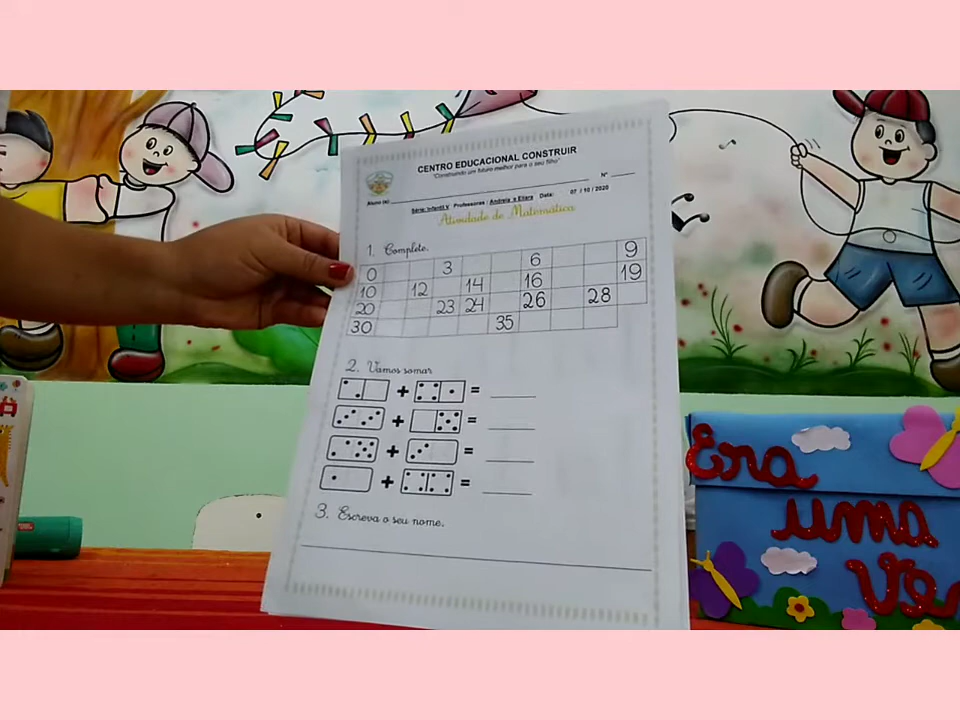 CENTRO EDUCACIONAL CONSTRUIR
"Construindo um futuro melhor para o seu filho"
Aluno (a): Nº
Série: Infantil V Professoras : Andreia e Eliara Data: 07 / 10 / 2020
Atividade de Matemática
1. Complete.
0 3 6 9
10 12 14 16 19
20 23 24 26 28
30 35
2. Vamos somar
+ =
+ =
+ =
+ =
3. Escreva o seu nome.
Era
uma